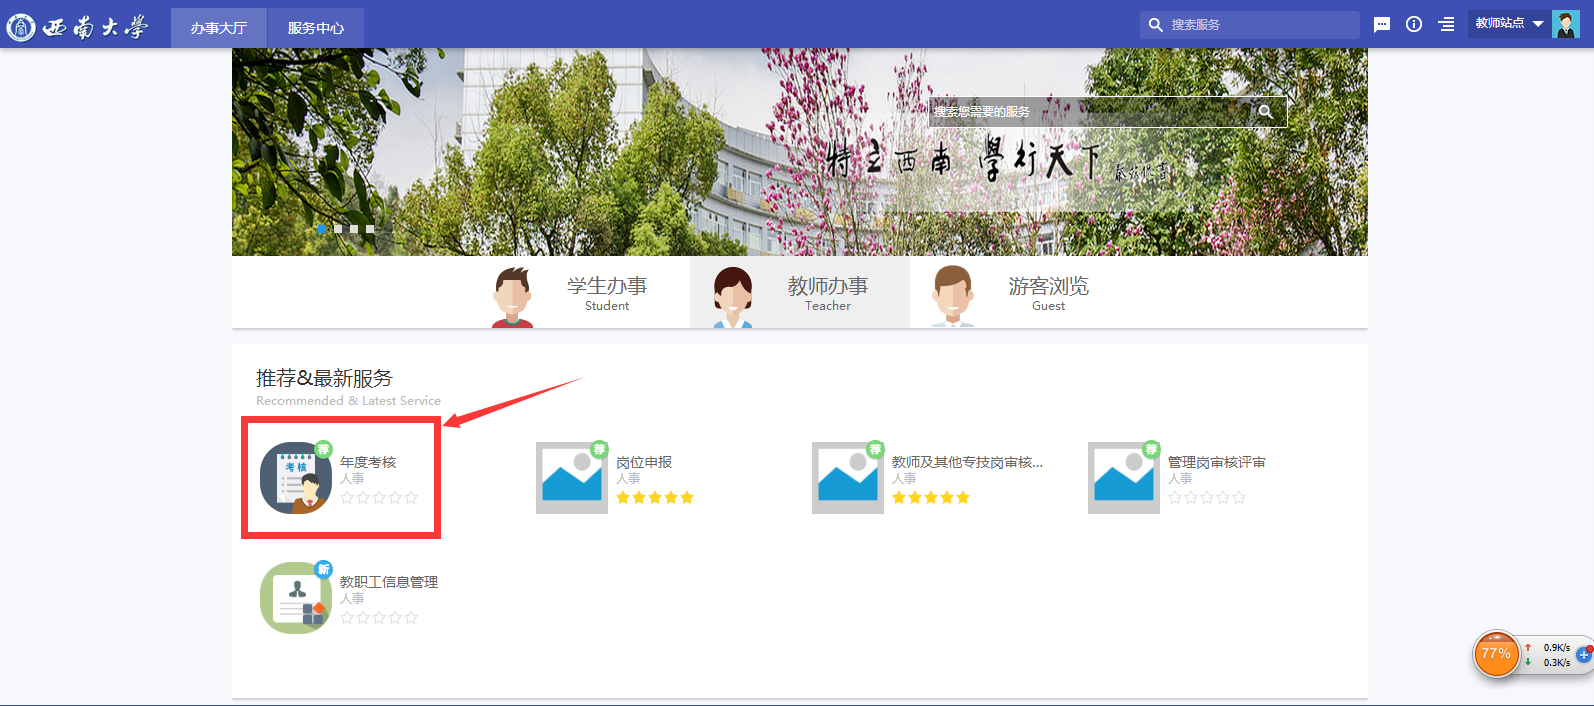 西南大学
办事大厅
服务中心
搜索服务
教师站点
搜索您需要的服务
特立西南 學行天下
学生办事
Student
教师办事
Teacher
游客浏览
Guest
推荐&最新服务
Recommended & Latest Service
荐
考核
年度考核
人事
荐
岗位申报
人事
荐
教师及其他专技岗审核...
人事
荐
管理岗审核评审
人事
新
教职工信息管理
人事
77%
0.9K/s
0.3K/s